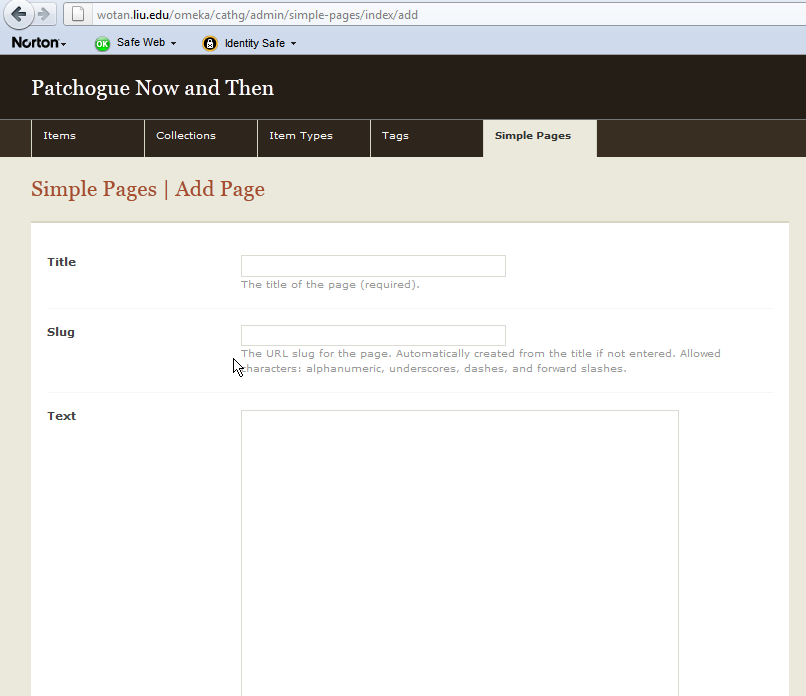 wotan.liu.edu/omeka/cathg/admin/simple-pages/index/add
Norton
OK Safe Web
Identity Safe
Patchogue Now and Then
Items Collections Item Types Tags Simple Pages
Simple Pages | Add Page
Title
The title of the page (required).
Slug
The URL slug for the page. Automatically created from the title if not entered. Allowed
characters: alphanumeric, underscores, dashes, and forward slashes.
Text